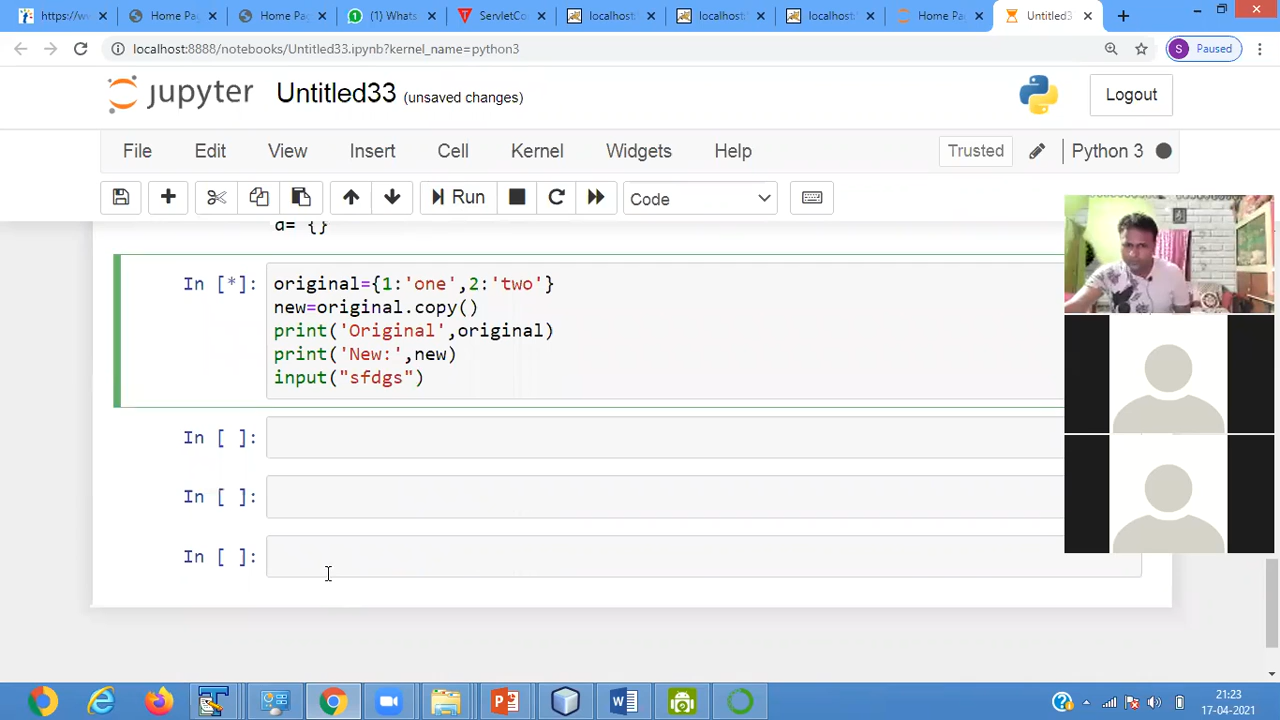 https://ww
Home Pa
Home Pa
(1) Whats
ServletCo
localhost:
localhost:
localhost:
Home Pa
Untitled3
localhost:8888/notebooks/Untitled33.ipynb?kernel_name=python3
S
Paused
jupyter
Untitled33
(unsaved changes)
Logout
File
Edit
View
Insert
Cell
Kernel
Widgets
Help
Trusted
Python 3
Run
Code
d= {}
In [*]:
original={1:'one',2:'two'}
new=original.copy()
print('Original',original)
print('New:',new)
input("sfdgs")
In [ ]:
In [ ]:
In [ ]:
21:23
17-04-2021